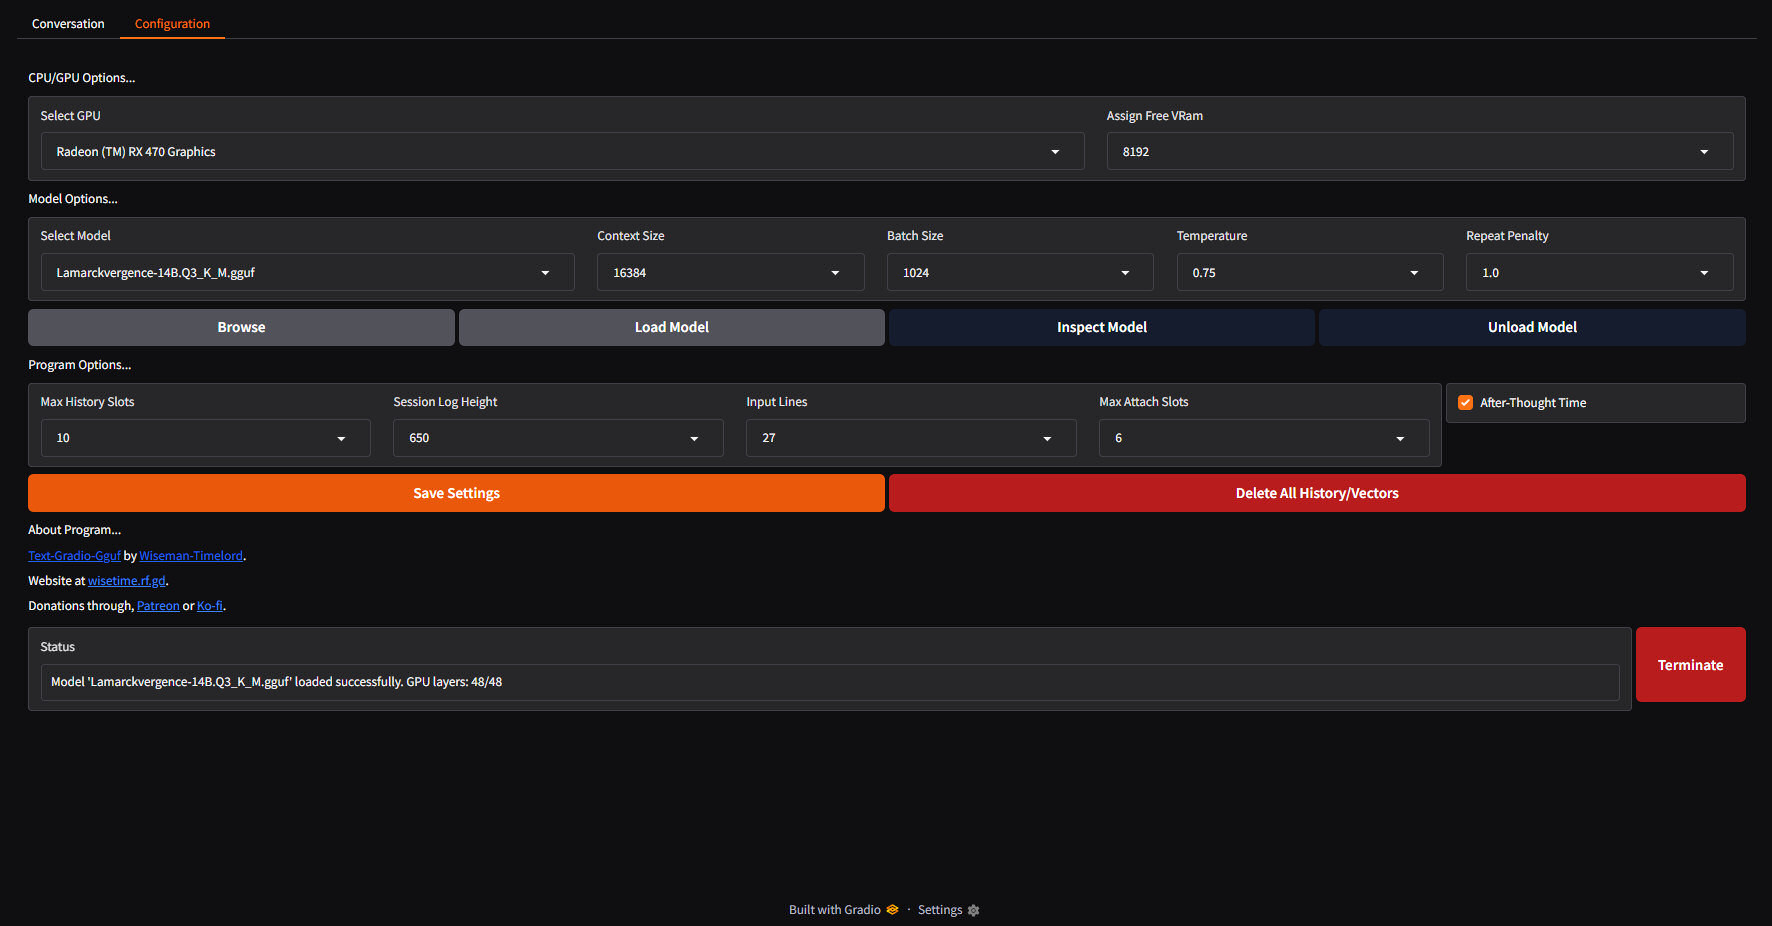 Conversation Configuration
CPU/GPU Options...
Select GPU Assign Free VRam
Radeon (TM) RX 470 Graphics 8192
Model Options...
Select Model Context Size Batch Size Temperature Repeat Penalty
Lamarckvergence-14B.Q3_K_M.gguf 16384 1024 0.75 1.0
Browse Load Model Inspect Model Unload Model
Program Options...
Max History Slots Session Log Height Input Lines Max Attach Slots After-Thought Time
10 650 27 6
Save Settings Delete All History/Vectors
About Program...
Text-Gradio-Gguf by Wiseman-Timelord.
Website at wisetime.rf.gd.
Donations through, Patreon or Ko-fi.
Status
Model 'Lamarckvergence-14B.Q3_K_M.gguf' loaded successfully. GPU layers: 48/48
Terminate
Built with Gradio · Settings